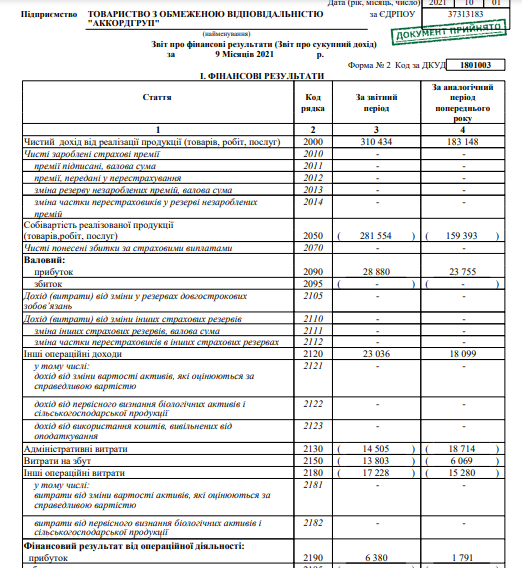 Дата (рік, місяць, число) 2021 10 01
Підприємство ТОВАРИСТВО З ОБМЕЖЕНОЮ ВІДПОВІДАЛЬНІСТЮ за ЄДРПОУ 37313183
"АККОРДГРУП"
ДОКУМЕНТ ПРИЙНЯТО
(найменування)
Звіт про фінансові результати (Звіт про сукупний дохід)
за 9 Місяців 2021 р.
Форма № 2 Код за ДКУД 1801003
І. ФІНАНСОВІ РЕЗУЛЬТАТИ
Стаття Код рядка За звітний період За аналогічний період попереднього року
1 2 3 4
Чистий дохід від реалізації продукції (товарів, робіт, послуг) 2000 310 434 183 148
Чисті зароблені страхові премії 2010 - -
премії підписані, валова сума 2011 - -
премії, передані у перестрахування 2012 - -
зміна резерву незароблених премій, валова сума 2013 - -
зміна частки перестраховиків у резерві незароблених 2014 - -
премій
Собівартість реалізованої продукції
(товарів,робіт, послуг) 2050 ( 281 554 ) ( 159 393 )
Чисті понесені збитки за страховими виплатами 2070 - -
Валовий:
прибуток 2090 28 880 23 755
збиток 2095 ( - ) ( - )
Дохід (витрати) від зміни у резервах довгострокових 2105 - -
зобов'язань
Дохід (витрати) від зміни інших страхових резервів 2110 - -
зміна інших страхових резервів, валова сума 2111 - -
зміна частки перестраховиків в інших страхових резервах 2112 - -
Інші операційні доходи 2120 23 036 18 099
у тому числі: 2121 - -
дохід від зміни вартості активів, які оцінюються за
справедливою вартістю
дохід від первісного визнання біологічних активів і 2122 - -
сільськогосподарської продукції
дохід від використання коштів, вивільнених від 2123 - -
оподаткування
Адміністративні витрати 2130 ( 14 505 ) ( 18 714 )
Витрати на збут 2150 ( 13 803 ) ( 6 069 )
Інші операційні витрати 2180 ( 17 228 ) ( 15 280 )
у тому числі: 2181 - -
витрати від зміни вартості активів, які оцінюються за
справедливою вартістю
витрати від первісного визнання біологічних активів і 2182 - -
сільськогосподарської продукції
Фінансовий результат від операційної діяльності:
прибуток 2190 6 380 1 791